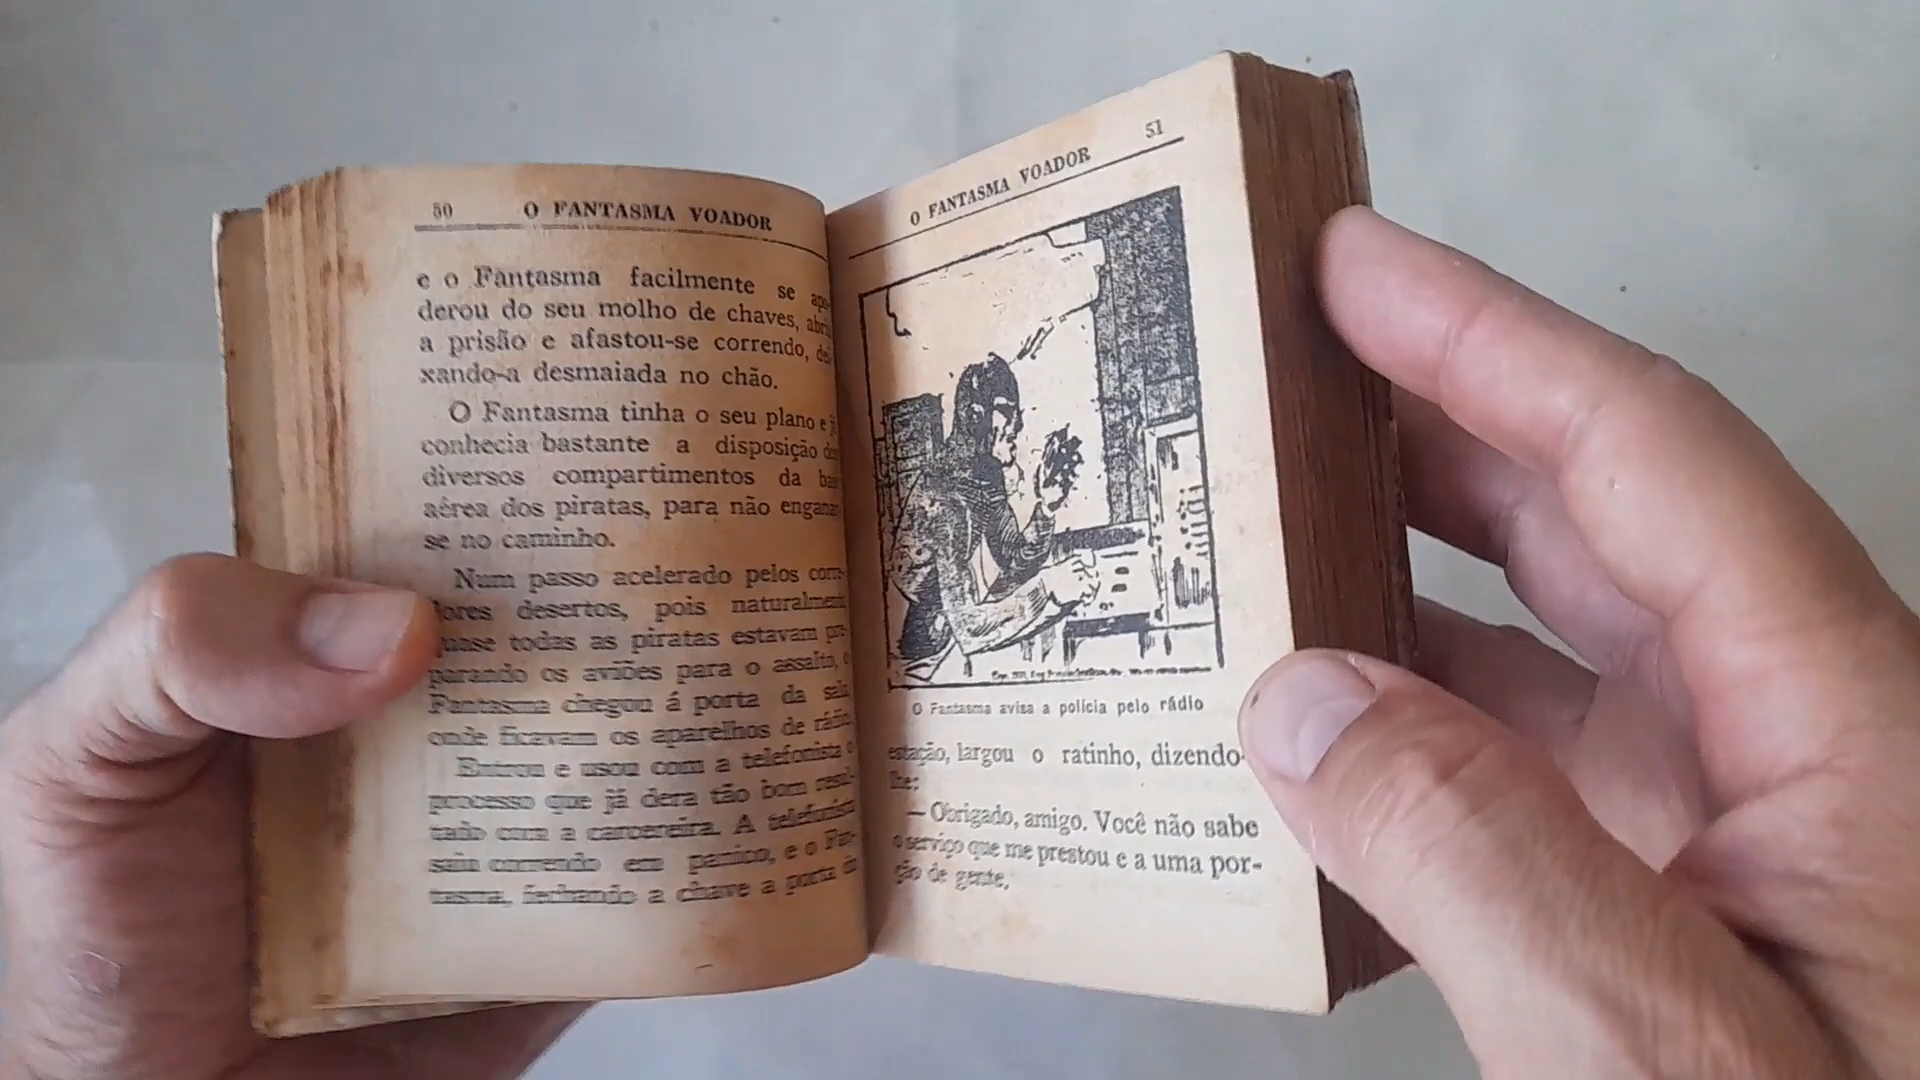 50 O FANTASMA VOADOR
e o Fantasma facilmente se apo-
derou do seu molho de chaves, abriu
a prisão e afastou-se correndo, dei-
xando-a desmaiada no chão.
O Fantasma tinha o seu plano e já
conhecia bastante a disposição dos
diversos compartimentos da base
aérea dos piratas, para não enganar-
se no caminho.
Num passo acelerado pelos corre-
dores desertos, pois naturalmente
quase todas as piratas estavam pre-
parando os aviões para o assalto, o
Fantasma chegou á porta da sala
onde ficavam os aparelhos de rádio
Entrou e usou com a telefonista o
processo que já dera tão bom resul-
tado com a carcereira. A telefonista
saiu correndo em panico, e o Fan-
tasma, fechando a chave a porta da
O FANTASMA VOADOR 51
O Fantasma avisa a polícia pelo rádio
estação, largou o ratinho, dizendo-
lhe:
— Obrigado, amigo. Você não sabe
o serviço que me prestou e a uma por-
ção de gente,